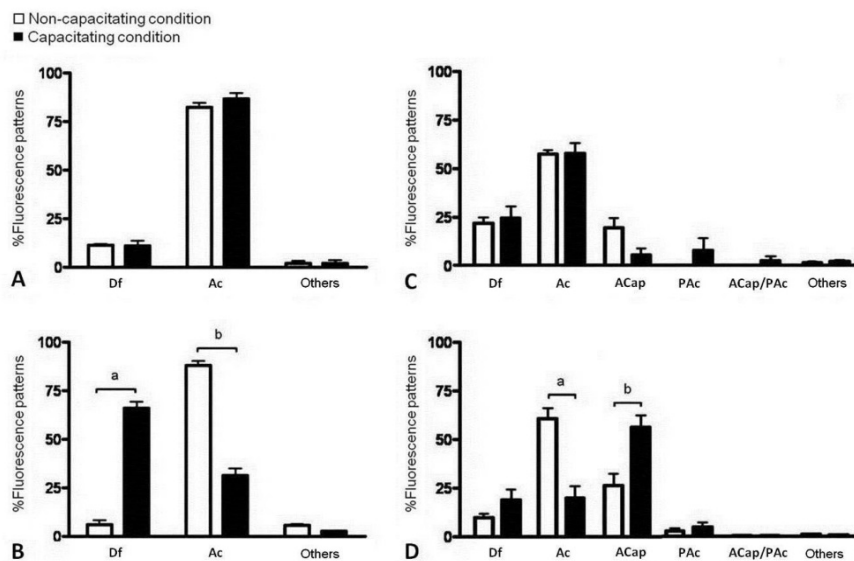 Non-capacitating condition
Capacitating condition
%Fluorescence patterns
100
75
50
25
0
A
Df
Ac
Others
%Fluorescence patterns
100
75
50
25
0
C
Df
Ac
ACap
PAc
ACap/PAc
Others
%Fluorescence patterns
100
75
50
25
0
a
b
B
Df
Ac
Others
%Fluorescence patterns
100
75
50
25
0
a
b
D
Df
Ac
ACap
PAc
ACap/PAc
Others